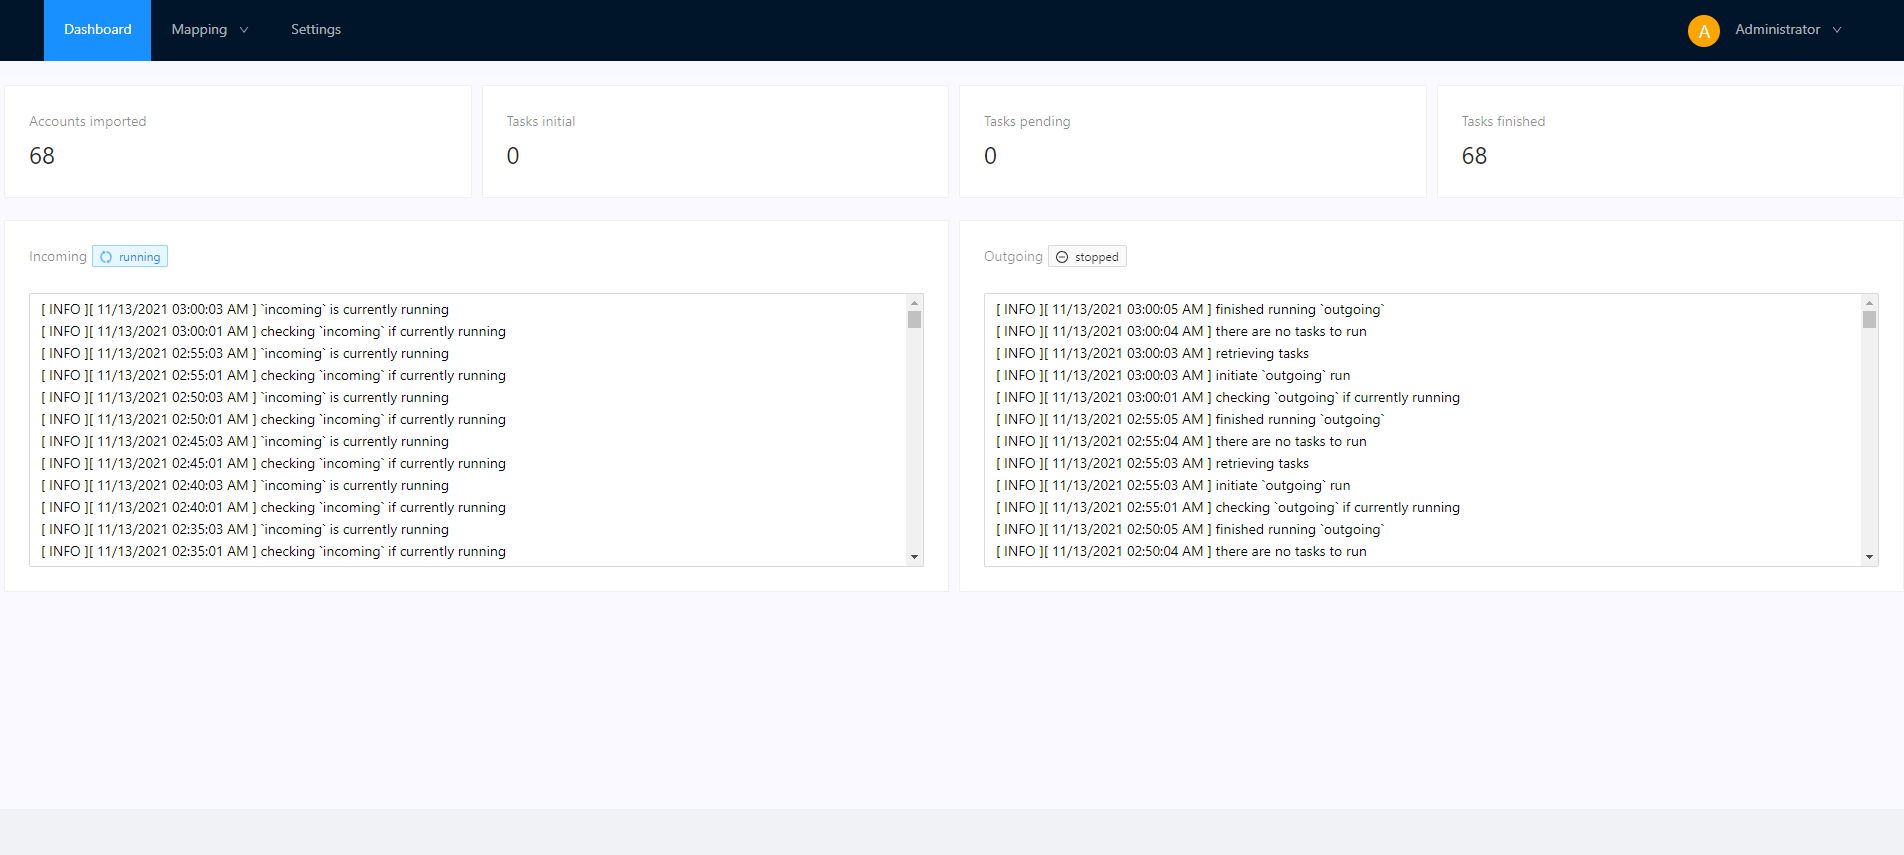 Dashboard Mapping Settings A Administrator
Accounts imported
68
Tasks initial
0
Tasks pending
0
Tasks finished
68
Incoming running
[ INFO ][ 11/13/2021 03:00:03 AM ] `incoming` is currently running
[ INFO ][ 11/13/2021 03:00:01 AM ] checking `incoming` if currently running
[ INFO ][ 11/13/2021 02:55:03 AM ] `incoming` is currently running
[ INFO ][ 11/13/2021 02:55:01 AM ] checking `incoming` if currently running
[ INFO ][ 11/13/2021 02:50:03 AM ] `incoming` is currently running
[ INFO ][ 11/13/2021 02:50:01 AM ] checking `incoming` if currently running
[ INFO ][ 11/13/2021 02:45:03 AM ] `incoming` is currently running
[ INFO ][ 11/13/2021 02:45:01 AM ] checking `incoming` if currently running
[ INFO ][ 11/13/2021 02:40:03 AM ] `incoming` is currently running
[ INFO ][ 11/13/2021 02:40:01 AM ] checking `incoming` if currently running
[ INFO ][ 11/13/2021 02:35:03 AM ] `incoming` is currently running
[ INFO ][ 11/13/2021 02:35:01 AM ] checking `incoming` if currently running
Outgoing stopped
[ INFO ][ 11/13/2021 03:00:05 AM ] finished running `outgoing`
[ INFO ][ 11/13/2021 03:00:04 AM ] there are no tasks to run
[ INFO ][ 11/13/2021 03:00:03 AM ] retrieving tasks
[ INFO ][ 11/13/2021 03:00:03 AM ] initiate `outgoing` run
[ INFO ][ 11/13/2021 03:00:01 AM ] checking `outgoing` if currently running
[ INFO ][ 11/13/2021 02:55:05 AM ] finished running `outgoing`
[ INFO ][ 11/13/2021 02:55:04 AM ] there are no tasks to run
[ INFO ][ 11/13/2021 02:55:03 AM ] retrieving tasks
[ INFO ][ 11/13/2021 02:55:03 AM ] initiate `outgoing` run
[ INFO ][ 11/13/2021 02:55:01 AM ] checking `outgoing` if currently running
[ INFO ][ 11/13/2021 02:50:05 AM ] finished running `outgoing`
[ INFO ][ 11/13/2021 02:50:04 AM ] there are no tasks to run